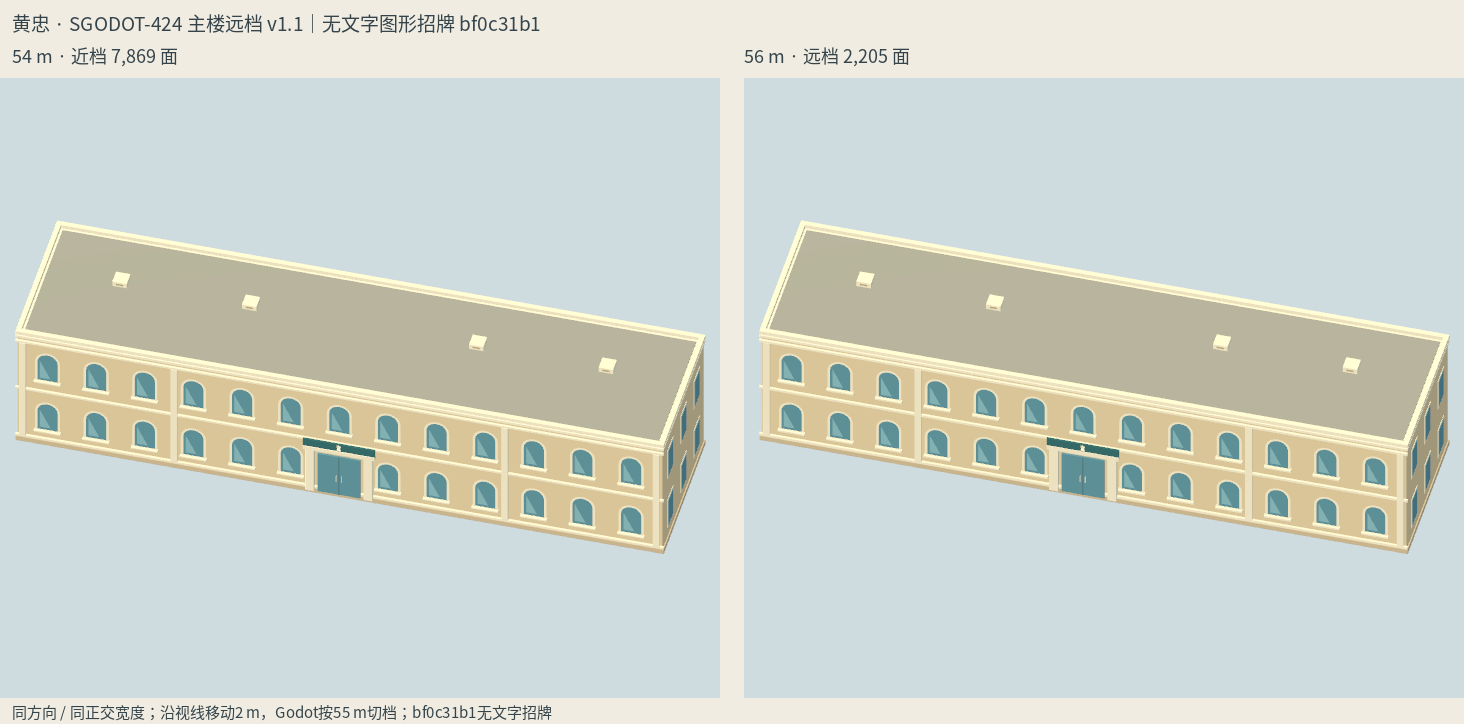 黄忠 · SGODOT-424 主楼远档 v1.1｜无文字图形招牌 bf0c31b1
54 m · 近档 7,869 面
56 m · 远档 2,205 面
同方向 / 同正交宽度；沿视线移动2 m，Godot按55 m切档；bf0c31b1无文字招牌